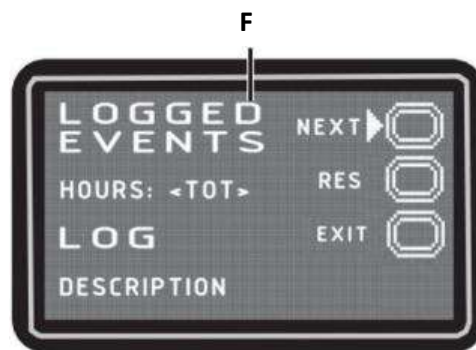 F
LOGGED
EVENTS
NEXT
HOURS: <TOT>
RES
LOG
EXIT
DESCRIPTION